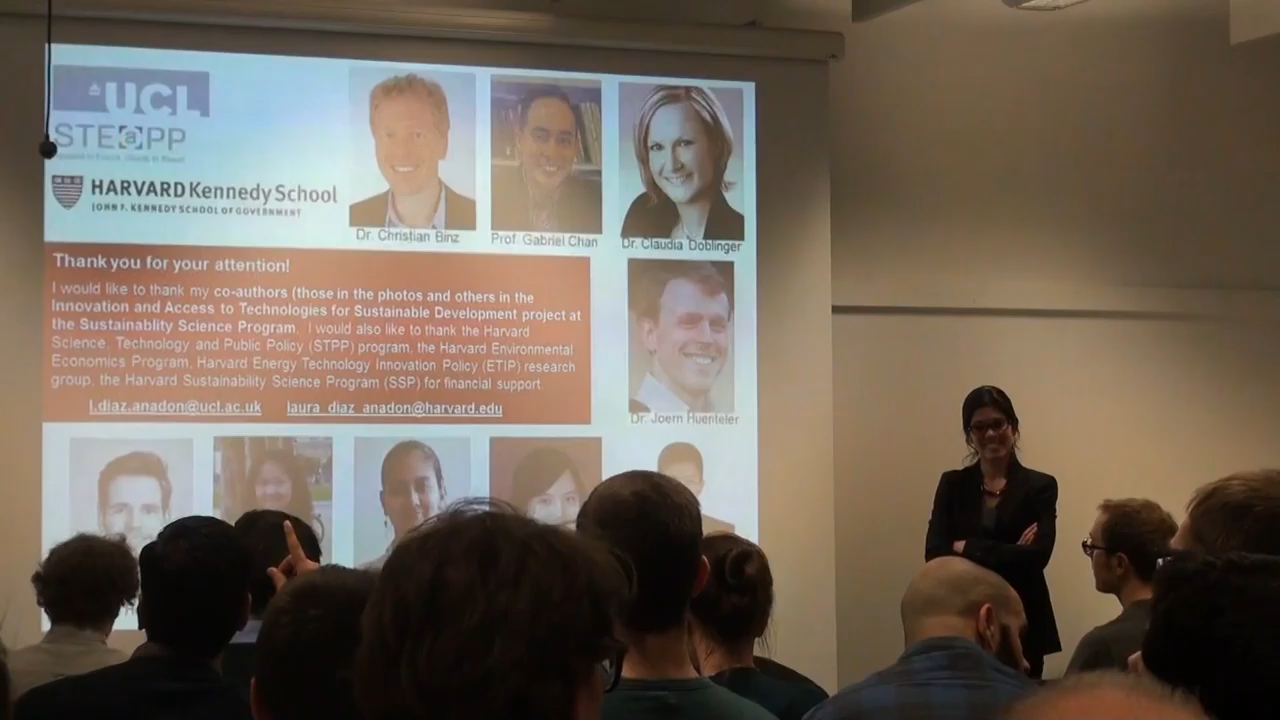 UCL
STEaPP
HARVARD Kennedy School
JOHN F. KENNEDY SCHOOL OF GOVERNMENT
Dr. Christian Binz
Prof. Gabriel Chan
Dr. Claudia Doblinger
Thank you for your attention!
I would like to thank my co-authors (those in the photos and others in the
Innovation and Access to Technologies for Sustainable Development project at
the Sustainablity Science Program. I would also like to thank the Harvard
Science, Technology and Public Policy (STPP) program, the Harvard Environmental
Economics Program, Harvard Energy Technology Innovation Policy (ETIP) research
group, the Harvard Sustainability Science Program (SSP) for financial support
l.diaz.anadon@ucl.ac.uk laura_diaz_anadon@harvard.edu
Dr. Joern Huenteler